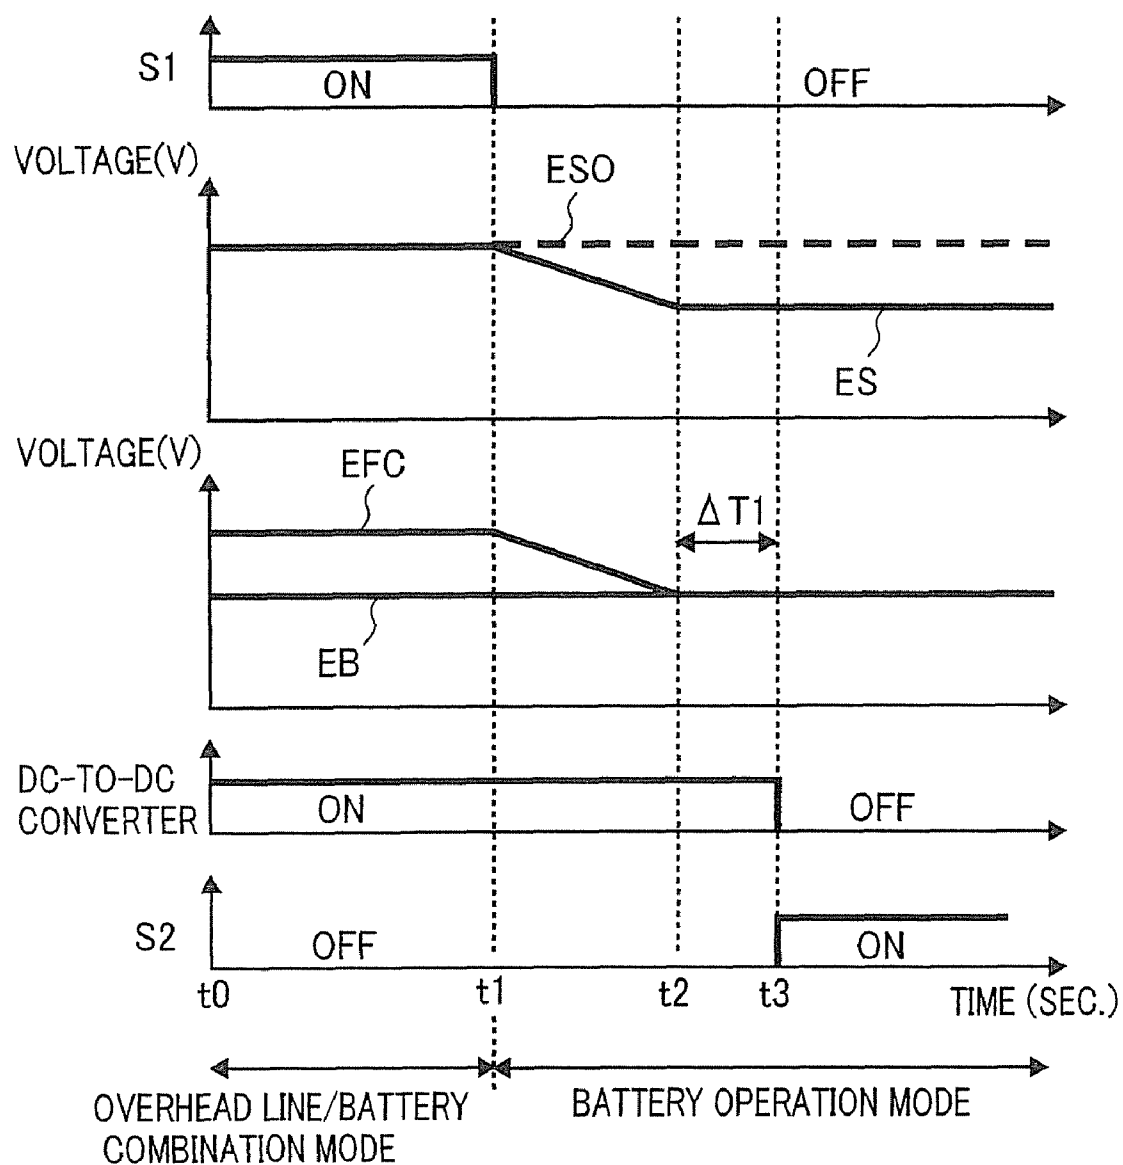 S1
ON
OFF
VOLTAGE(V)
ESO
ES
VOLTAGE(V)
EFC
ΔT1
EB
DC-TO-DC
CONVERTER
ON
OFF
S2
OFF
ON
t0
t1
t2
t3
TIME (SEC.)
OVERHEAD LINE/BATTERY
COMBINATION MODE
BATTERY OPERATION MODE